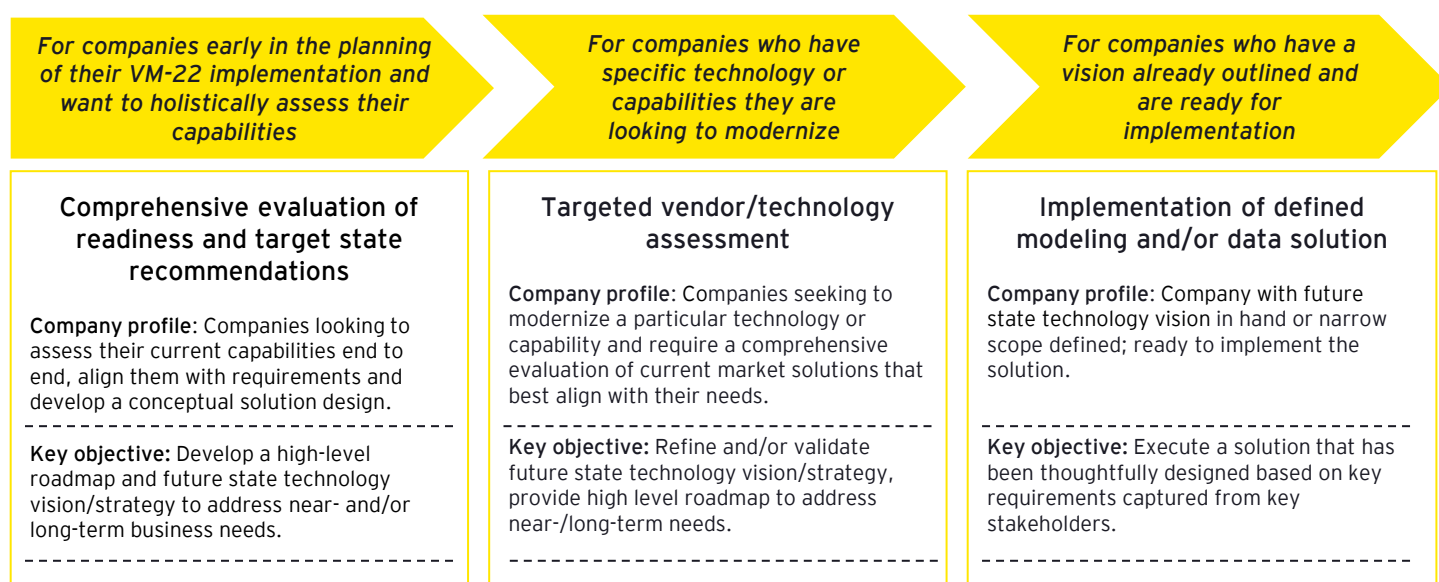 For companies early in the planning
of their VM-22 implementation and
want to holistically assess their
capabilities
For companies who have
specific technology or
capabilities they are
looking to modernize
For companies who have a
vision already outlined and
are ready for
implementation
Comprehensive evaluation of
readiness and target state
recommendations
Company profile: Companies looking to
assess their current capabilities end to
end, align them with requirements and
develop a conceptual solution design.
Key objective: Develop a high-level
roadmap and future state technology
vision/strategy to address near- and/or
long-term business needs.
Targeted vendor/technology
assessment
Company profile: Companies seeking to
modernize a particular technology or
capability and require a comprehensive
evaluation of current market solutions that
best align with their needs.
Key objective: Refine and/or validate
future state technology vision/strategy,
provide high level roadmap to address
near-/long-term needs.
Implementation of defined
modeling and/or data solution
Company profile: Company with future
state technology vision in hand or narrow
scope defined; ready to implement the
solution.
Key objective: Execute a solution that has
been thoughtfully designed based on key
requirements captured from key
stakeholders.